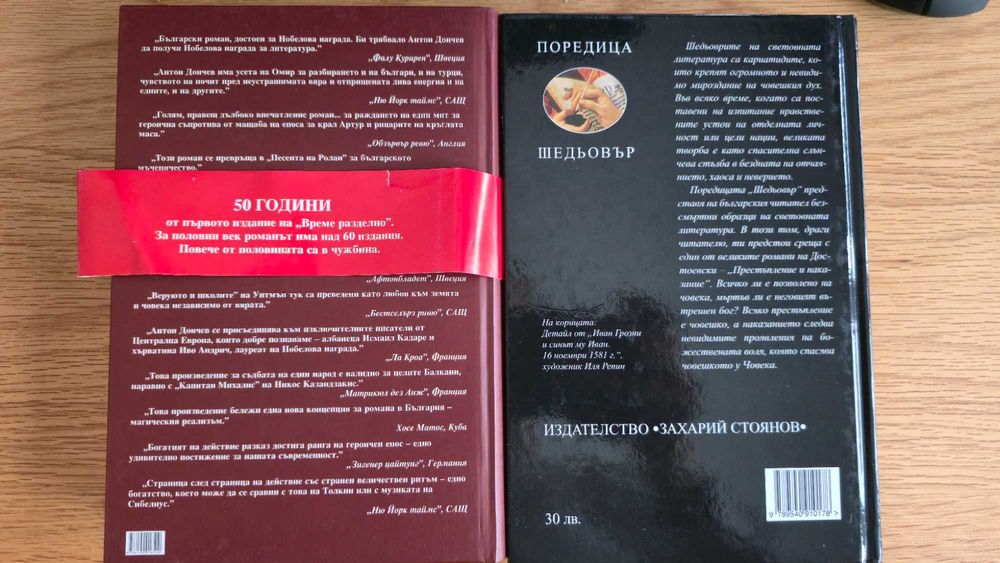 „Български роман, достоен за Нобелова награда. Би трябвало Антон Дончев
да получи Нобелова награда за литература.”
„Фалу Курирен”, Швеция
„Антон Дончев има усета на Омир за разбирането и на българи, и на турци,
чувството на почит пред неустрашимата вяра и отприщената дива енергия и на
едните, и на другите.”
„Ню Йорк таймс”, САЩ
„Голям, правещ дълбоко впечатление роман... за раждането на един мит за
героична съпротива от мащаба на епоса за крал Артур и рицарите на кръглата
маса.”
„Обзървър ревю”, Англия
„Този роман се превръща в „Песента на Ролан” за българското
мъченичество.”
50 ГОДИНИ
от първото издание на „Време разделно”.
За половин век романът има над 60 издания.
Повече от половината са в чужбина.
„Афтонбладет”, Швеция
„Веруюто и школите” на Уитмън тук са преведени като любов към земята
и човека независимо от вярата.”
„Бестселърз ривю”, САЩ
„Антон Дончев се присъединява към изключителните писатели от
Централна Европа, които добре познаваме – албанеца Исмаил Кадаре и
хърватина Иво Андрич, лауреат на Нобелова награда.”
„Ла Кроа”, Франция
„Това произведение за съдбата на един народ е валидно за целите Балкани,
наравно с „Капитан Михалис” на Никос Казандзакис.”
„Матрикюл дез Анж”, Франция
„Това произведение бележи една нова концепция за романа в България –
магическия реализъм.”
Хосе Матос, Куба
„Богатият на действие разказ достига ранга на героичен епос – едно
удивително постижение за нашата съвременност.”
„Зигенер цайтунг”, Германия
„Страница след страница на действие със странен величествен ритъм – едно
богатство, което може да се сравни с това на Толкин или с музиката на
Сибелиус.”
„Ню Йорк таймс”, САЩ
ПОРЕДИЦА
ШЕДЬОВЪР
Шедьоврите на световната
литература са кариатидите, ко-
ито крепят огромното и невиди-
мо мироздание на човешкия дух.
Във всяко време, когато са пос-
тавени на изпитание нравстве-
ните устои на отделната лич-
ност или цели нации, великата
творба е като спасителна слън-
чева стълба в бездната на отча-
янието, хаоса и неверието.
Поредицата „Шедьовър“ предс-
тавя на българския читател без-
смъртни образци на световната
литература. В този том, драги
читателю, ти предстои среща с
един от великите романи на Дос-
тоевски – „Престъпление и нака-
зание“. Всичко ли е позволено на
човека, мъртъв ли е неговият вът-
решен бог? Всяко престъпление
е човешко, а наказанието следва
невидимите проявления на бо-
жествената воля, която спасява
човешкото у Човека.
На корицата:
Детайл от „Иван Грозни
и синът му Иван.
16 ноември 1581 г.“,
художник Иля Репин
ИЗДАТЕЛСТВО •ЗАХАРИЙ СТОЯНОВ•
30 лв.
9 789540 910178 >